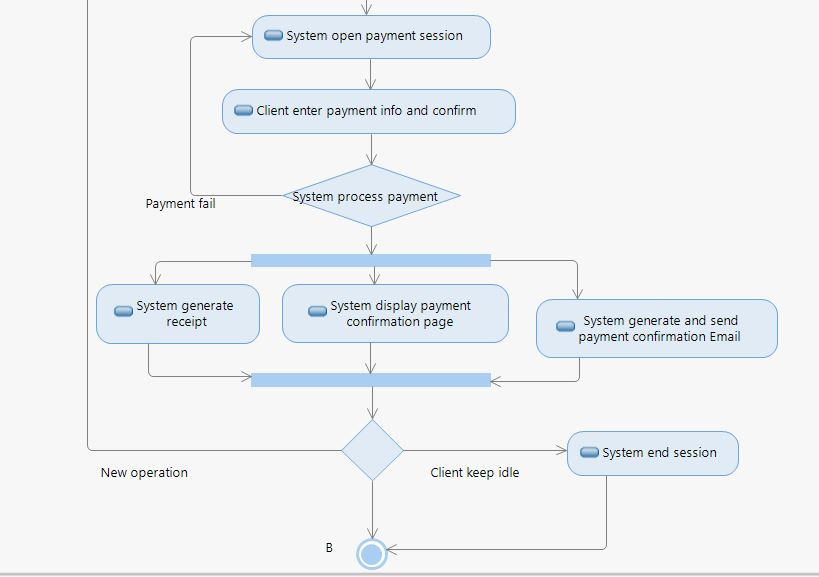 System open payment session
Client enter payment info and confirm
System process payment
Payment fail
System generate
receipt
System display payment
confirmation page
System generate and send
payment confirmation Email
System end session
New operation
Client keep idle
B